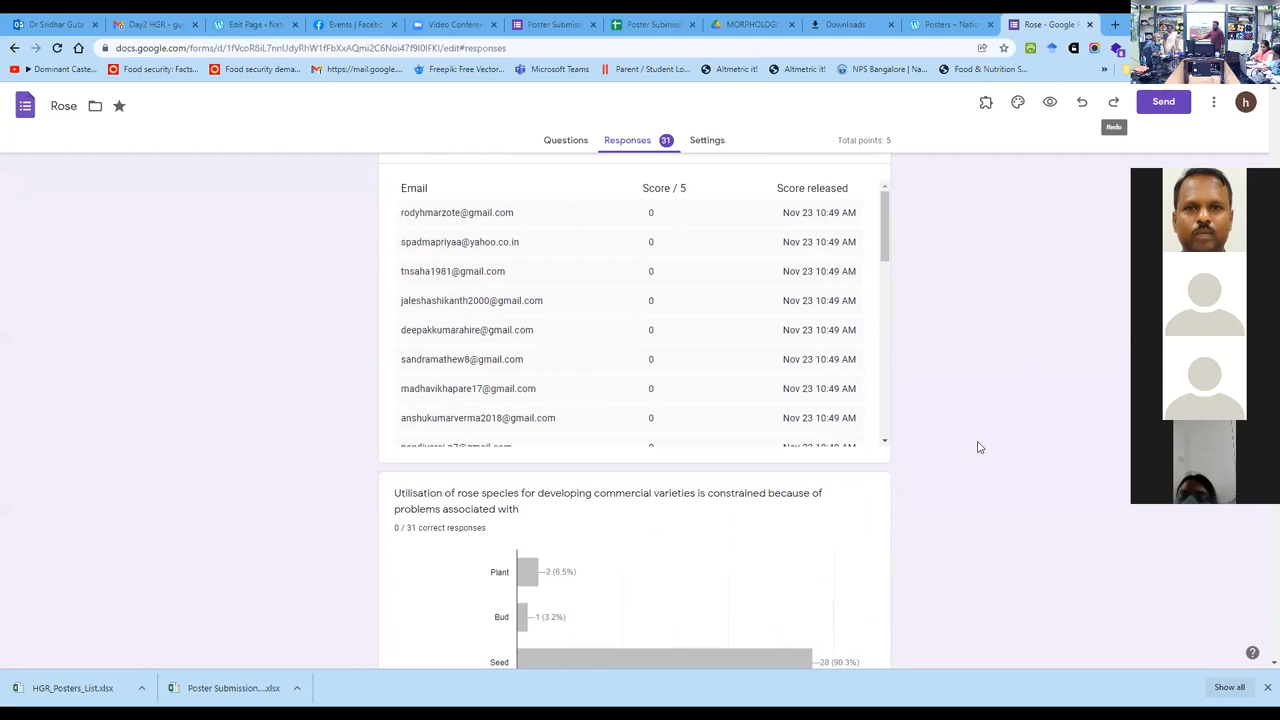 Dr Sridhar Guta
Day2 HGR - gu
Edit Page ‹ Nati
Events | Facebo
Video Conferen
Poster Submiss
Poster Submissi
MORPHOLOGI
Downloads
Posters – Natio
Rose - Google F
docs.google.com/forms/d/1fVcoR8iL7nnUdyRhW1fFbXxAQmi2C6Noi47f9I0lFKI/edit#responses
Dominant Caste...
Food security: Facts...
Food security dema...
https://mail.google....
Freepik: Free Vector...
Microsoft Teams
Parent / Student Lo...
Altmetric it!
Altmetric it!
NPS Bangalore | Na...
Food & Nutrition S...
Rose
Send
Redo
Questions
Responses 31
Settings
Total points: 5
Email Score / 5 Score released
rodyhmarzote@gmail.com 0 Nov 23 10:49 AM
spadmapriyaa@yahoo.co.in 0 Nov 23 10:49 AM
tnsaha1981@gmail.com 0 Nov 23 10:49 AM
jaleshashikanth2000@gmail.com 0 Nov 23 10:49 AM
deepakkumarahire@gmail.com 0 Nov 23 10:49 AM
sandramathew8@gmail.com 0 Nov 23 10:49 AM
madhavikhapare17@gmail.com 0 Nov 23 10:49 AM
anshukumarverma2018@gmail.com 0 Nov 23 10:49 AM
Utilisation of rose species for developing commercial varieties is constrained because of
problems associated with
0 / 31 correct responses
Plant 2 (6.5%)
Bud 1 (3.2%)
Seed 28 (90.3%)
HGR_Posters_List.xlsx
Poster Submission....xlsx
Show all